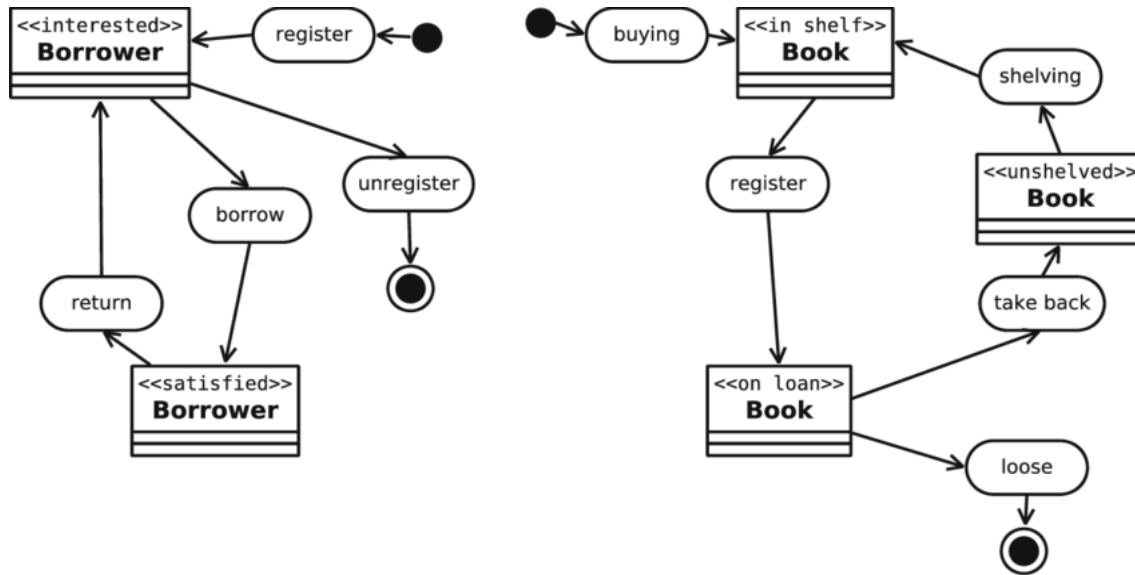 <<interested>>
Borrower
register
unregister
borrow
return
<<satisfied>>
Borrower
buying
<<in shelf>>
Book
shelving
register
<<unshelved>>
Book
take back
<<on loan>>
Book
loose